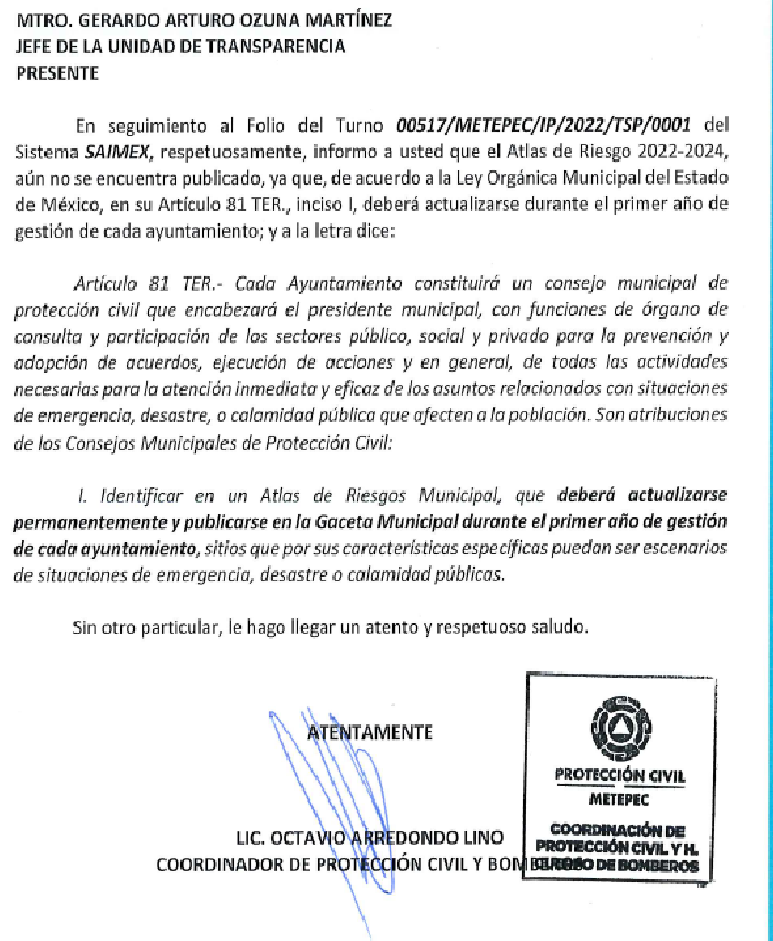 MTRO. GERARDO ARTURO OZUNA MARTÍNEZ
JEFE DE LA UNIDAD DE TRANSPARENCIA
PRESENTE
En seguimiento al Folio del Turno 00517/METEPEC/IP/2022/TSP/0001 del
Sistema SAIMEX, respetuosamente, informo a usted que el Atlas de Riesgo 2022-2024,
aún no se encuentra publicado, ya que, de acuerdo a la Ley Orgánica Municipal del Estado
de México, en su Artículo 81 TER., inciso I, deberá actualizarse durante el primer año de
gestión de cada ayuntamiento; y a la letra dice:
Artículo 81 TER.- Cada Ayuntamiento constituirá un consejo municipal de
protección civil que encabezará el presidente municipal, con funciones de órgano de
consulta y participación de los sectores público, social y privado para la prevención y
adopción de acuerdos, ejecución de acciones y en general, de todas las actividades
necesarias para la atención inmediata y eficaz de los asuntos relacionados con situaciones
de emergencia, desastre, o calamidad pública que afecten a la población. Son atribuciones
de los Consejos Municipales de Protección Civil:
I. Identificar en un Atlas de Riesgos Municipal, que deberá actualizarse
permanentemente y publicarse en la Gaceta Municipal durante el primer año de gestión
de cada ayuntamiento, sitios que por sus características específicas puedan ser escenarios
de situaciones de emergencia, desastre o calamidad públicas.
Sin otro particular, le hago llegar un atento y respetuoso saludo.
ATENTAMENTE
LIC. OCTAVIO ARREDONDO LINO
COORDINADOR DE PROTECCIÓN CIVIL Y
PROTECCIÓN CIVIL
METEPEC
COORDINACIÓN DE
PROTECCIÓN CIVIL Y H.
DE BOMBEROS